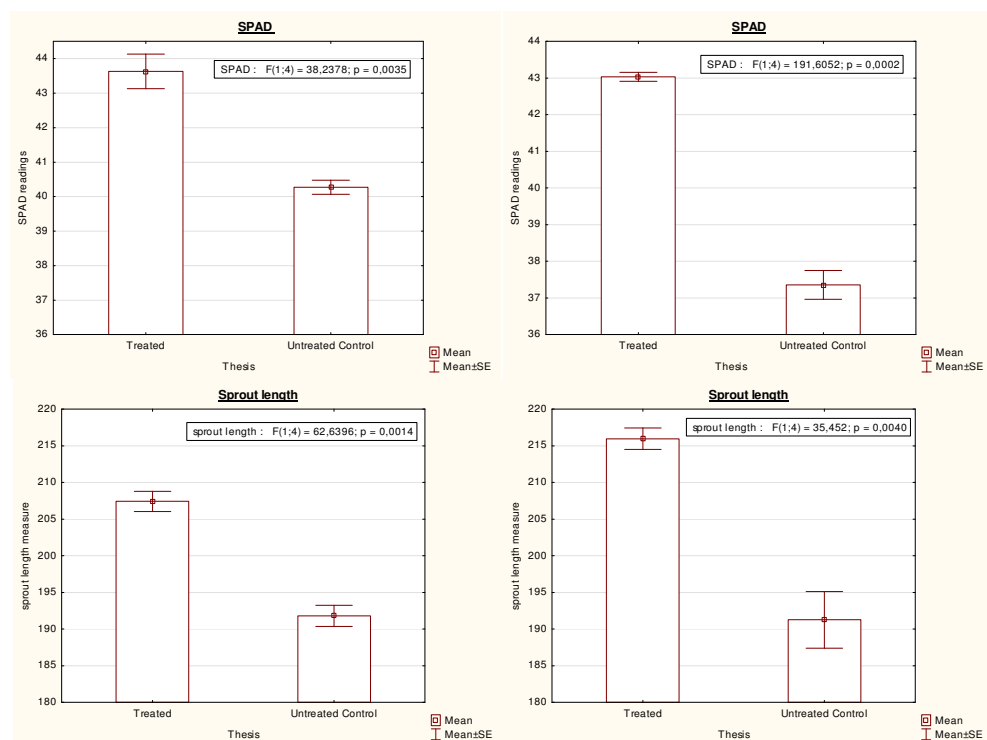 SPAD
SPAD : F(1;4) = 38,2378; p = 0,0035
44
43
42
41
40
39
38
37
36
SPAD readings
Treated
Untreated Control
Thesis
Mean
Mean±SE
SPAD
SPAD : F(1;4) = 191,6052; p = 0,0002
44
43
42
41
40
39
38
37
36
SPAD readings
Treated
Untreated Control
Thesis
Mean
Mean±SE
Sprout length
sprout length : F(1;4) = 62,6396; p = 0,0014
220
215
210
205
200
195
190
185
180
sprout length measure
Treated
Untreated Control
Thesis
Mean
Mean±SE
Sprout length
sprout length : F(1;4) = 35,452; p = 0,0040
220
215
210
205
200
195
190
185
180
sprout length measure
Treated
Untreated Control
Thesis
Mean
Mean±SE